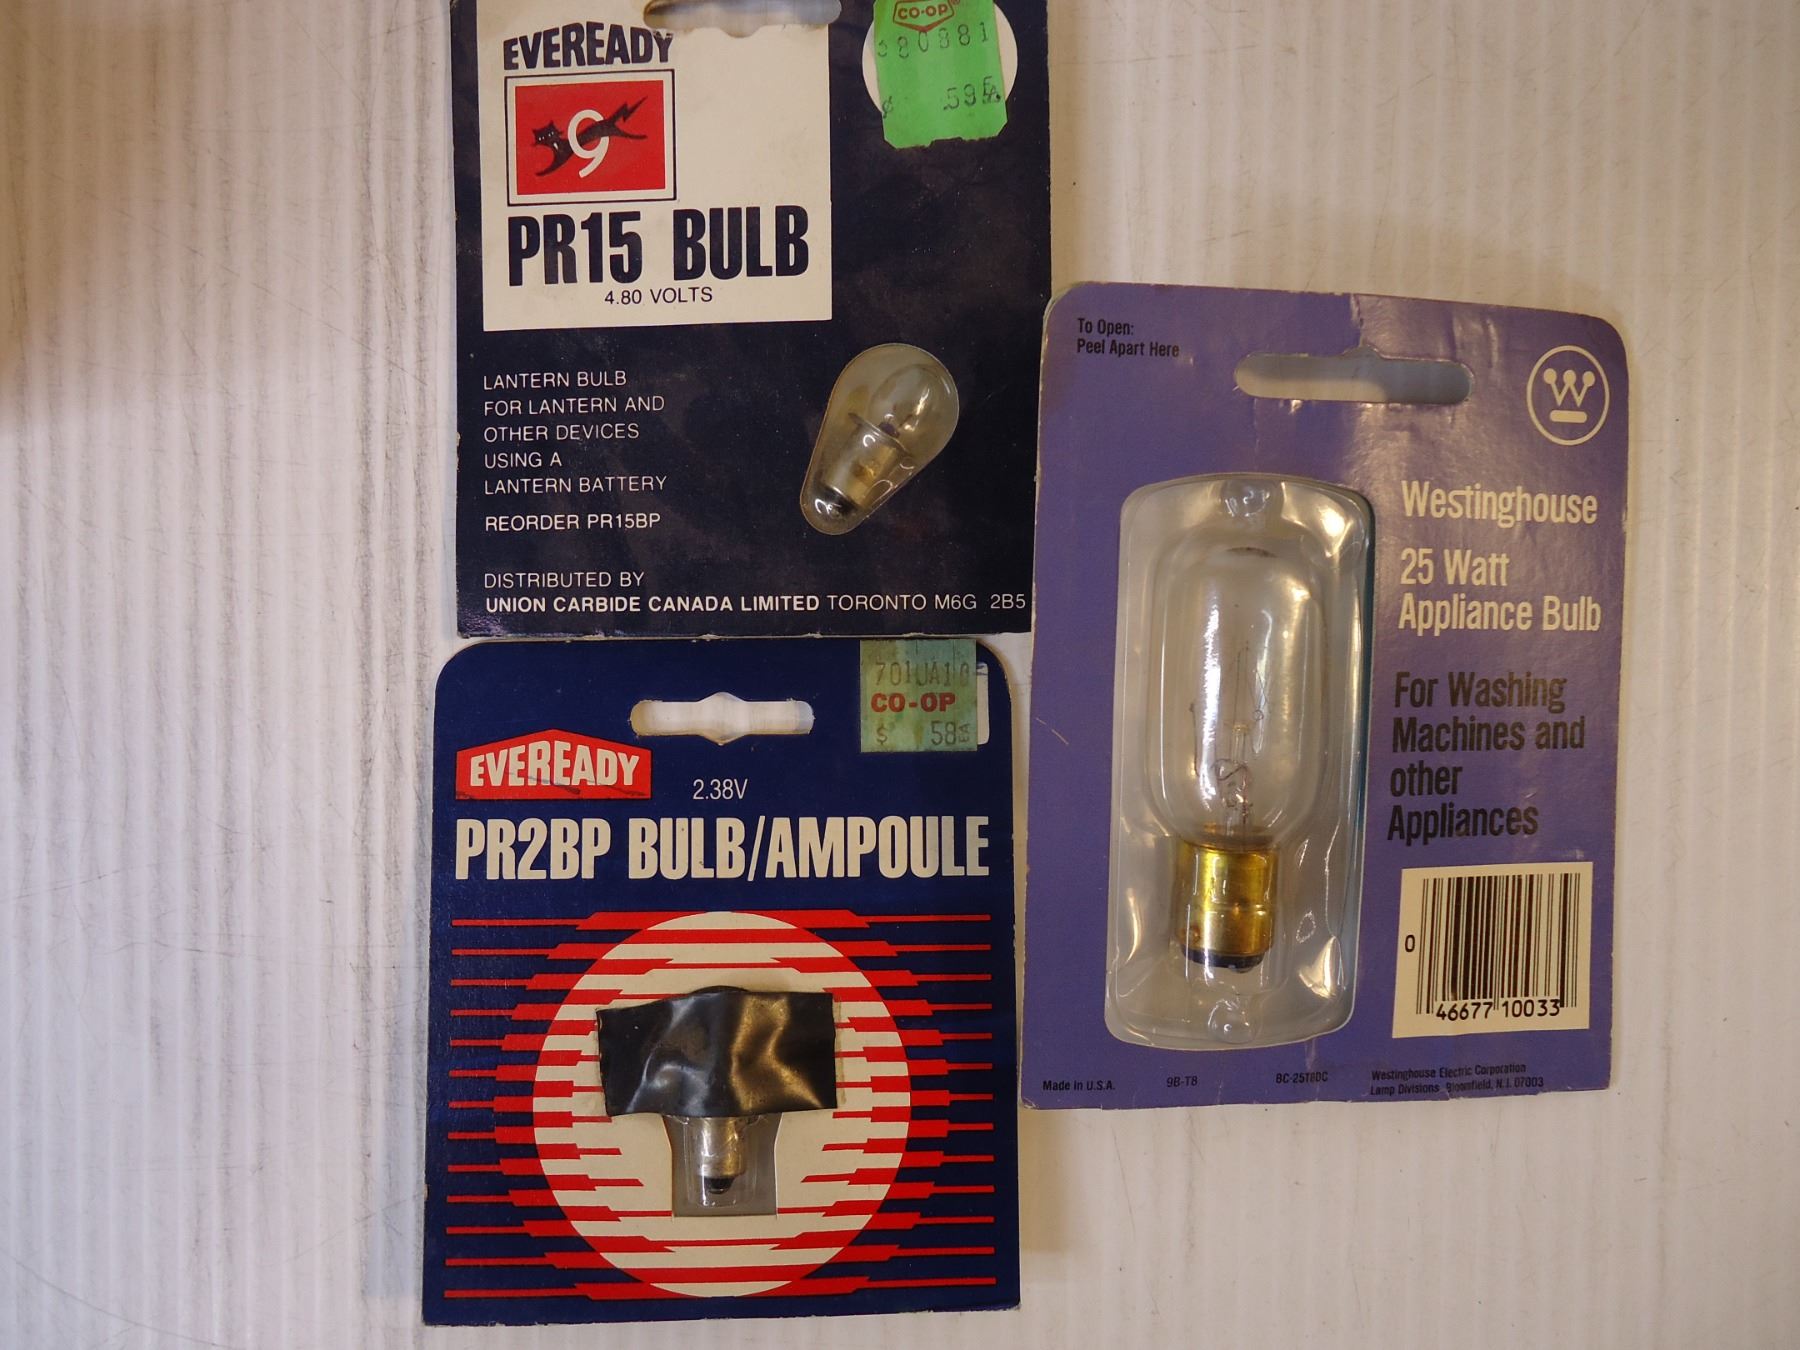 EVEREADY
9
PR15 BULB
4.80 VOLTS
CO-OP
LANTERN BULB
FOR LANTERN AND
OTHER DEVICES
USING A
LANTERN BATTERY
REORDER PR15BP
DISTRIBUTED BY
UNION CARBIDE CANADA LIMITED TORONTO M6G 2B5
CO-OP
$ 58
EVEREADY
2.38V
PR2BP BULB/AMPOULE
To Open:
Peel Apart Here
W
Westinghouse
25 Watt
Appliance Bulb
For Washing
Machines and
other
Appliances
0 46677 10033
Made in U.S.A.
9B-T8
Westinghouse Electric Corporation
Lamp Divisions Bloomfield, N.J. 07003